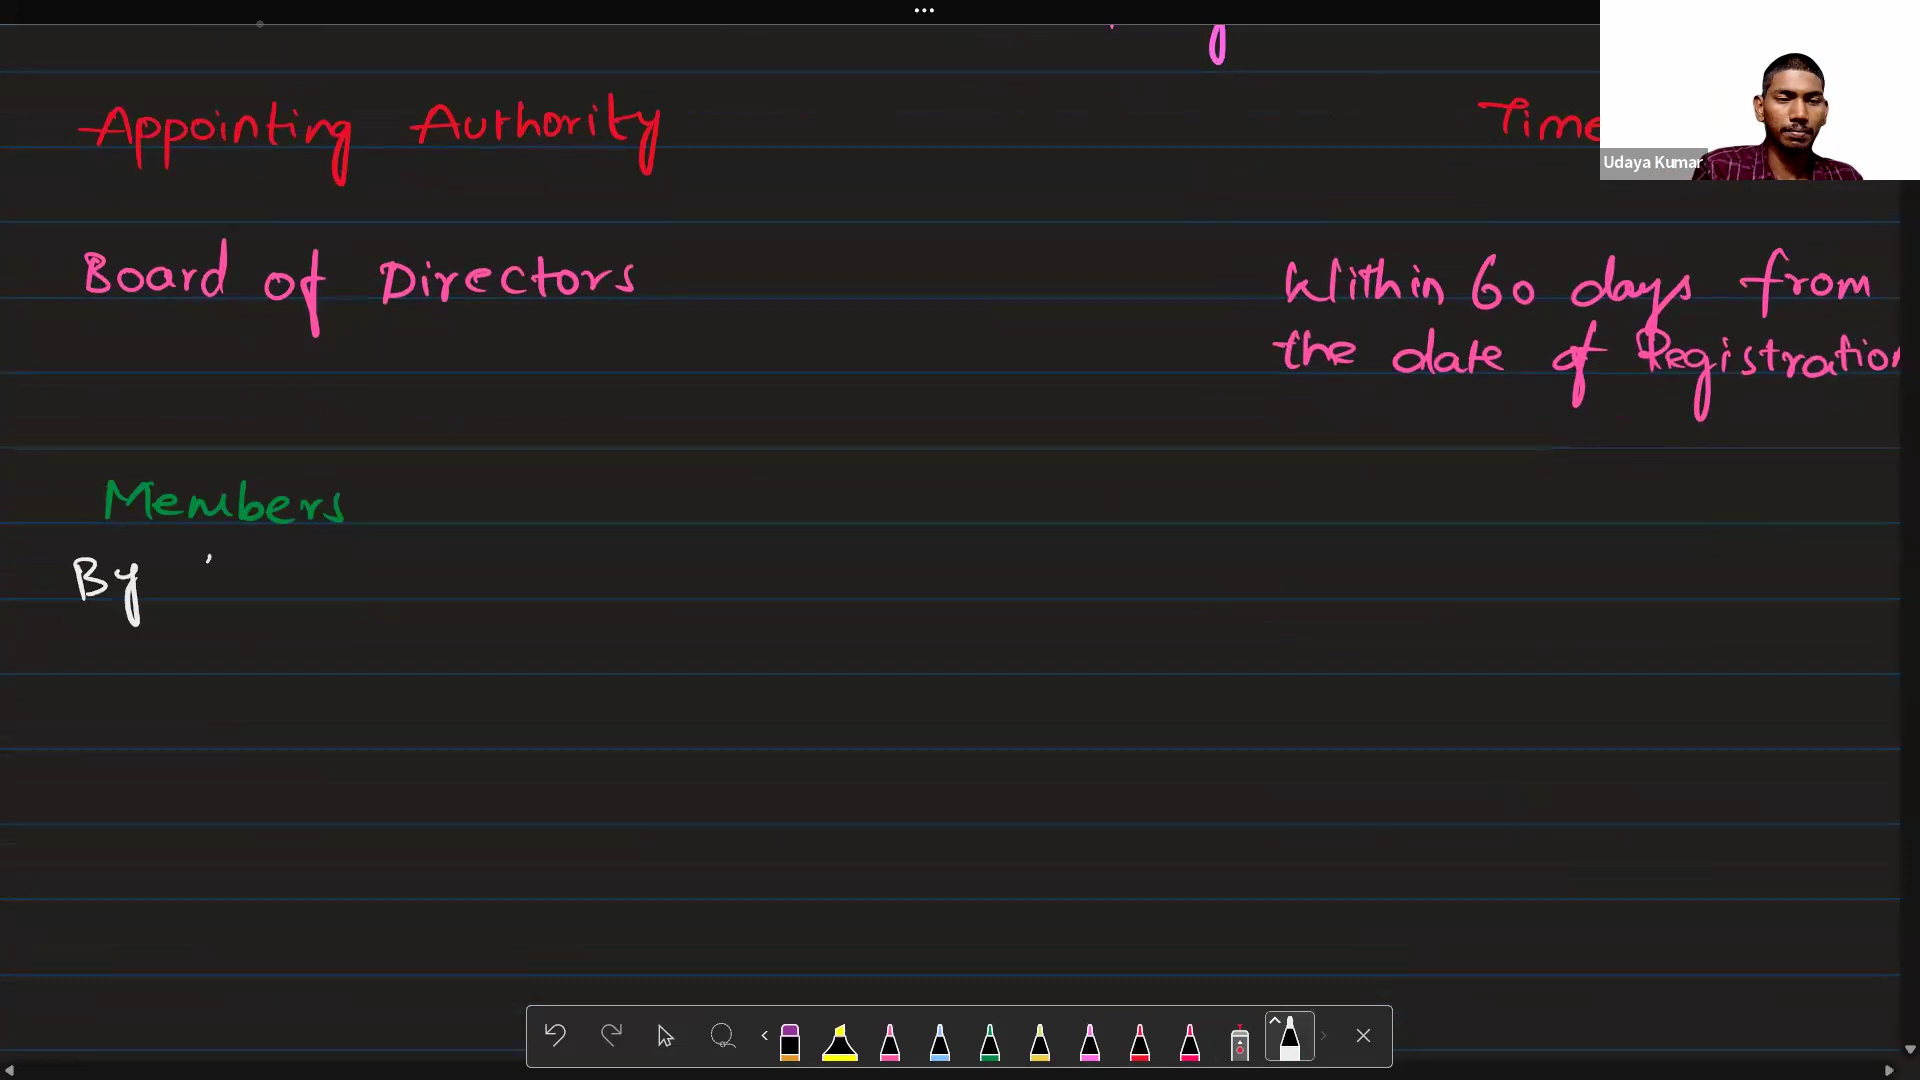 Appointing Authority Time
Udaya Kumar
Board of Directors Within 60 days from
the date of Registration
Members
By